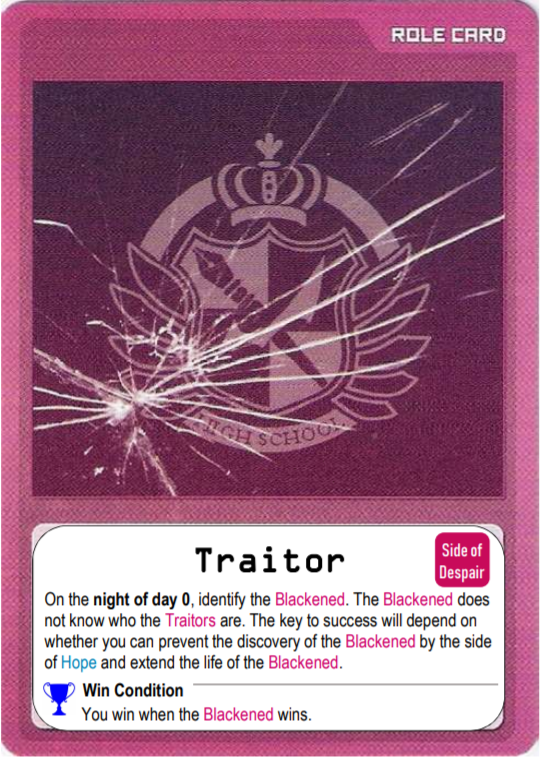 ROLE CARD
HIGH SCHOOL
Traitor
Side of
Despair
On the night of day 0, identify the Blackened. The Blackened does
not know who the Traitors are. The key to success will depend on
whether you can prevent the discovery of the Blackened by the side
of Hope and extend the life of the Blackened.
Win Condition
You win when the Blackened wins.